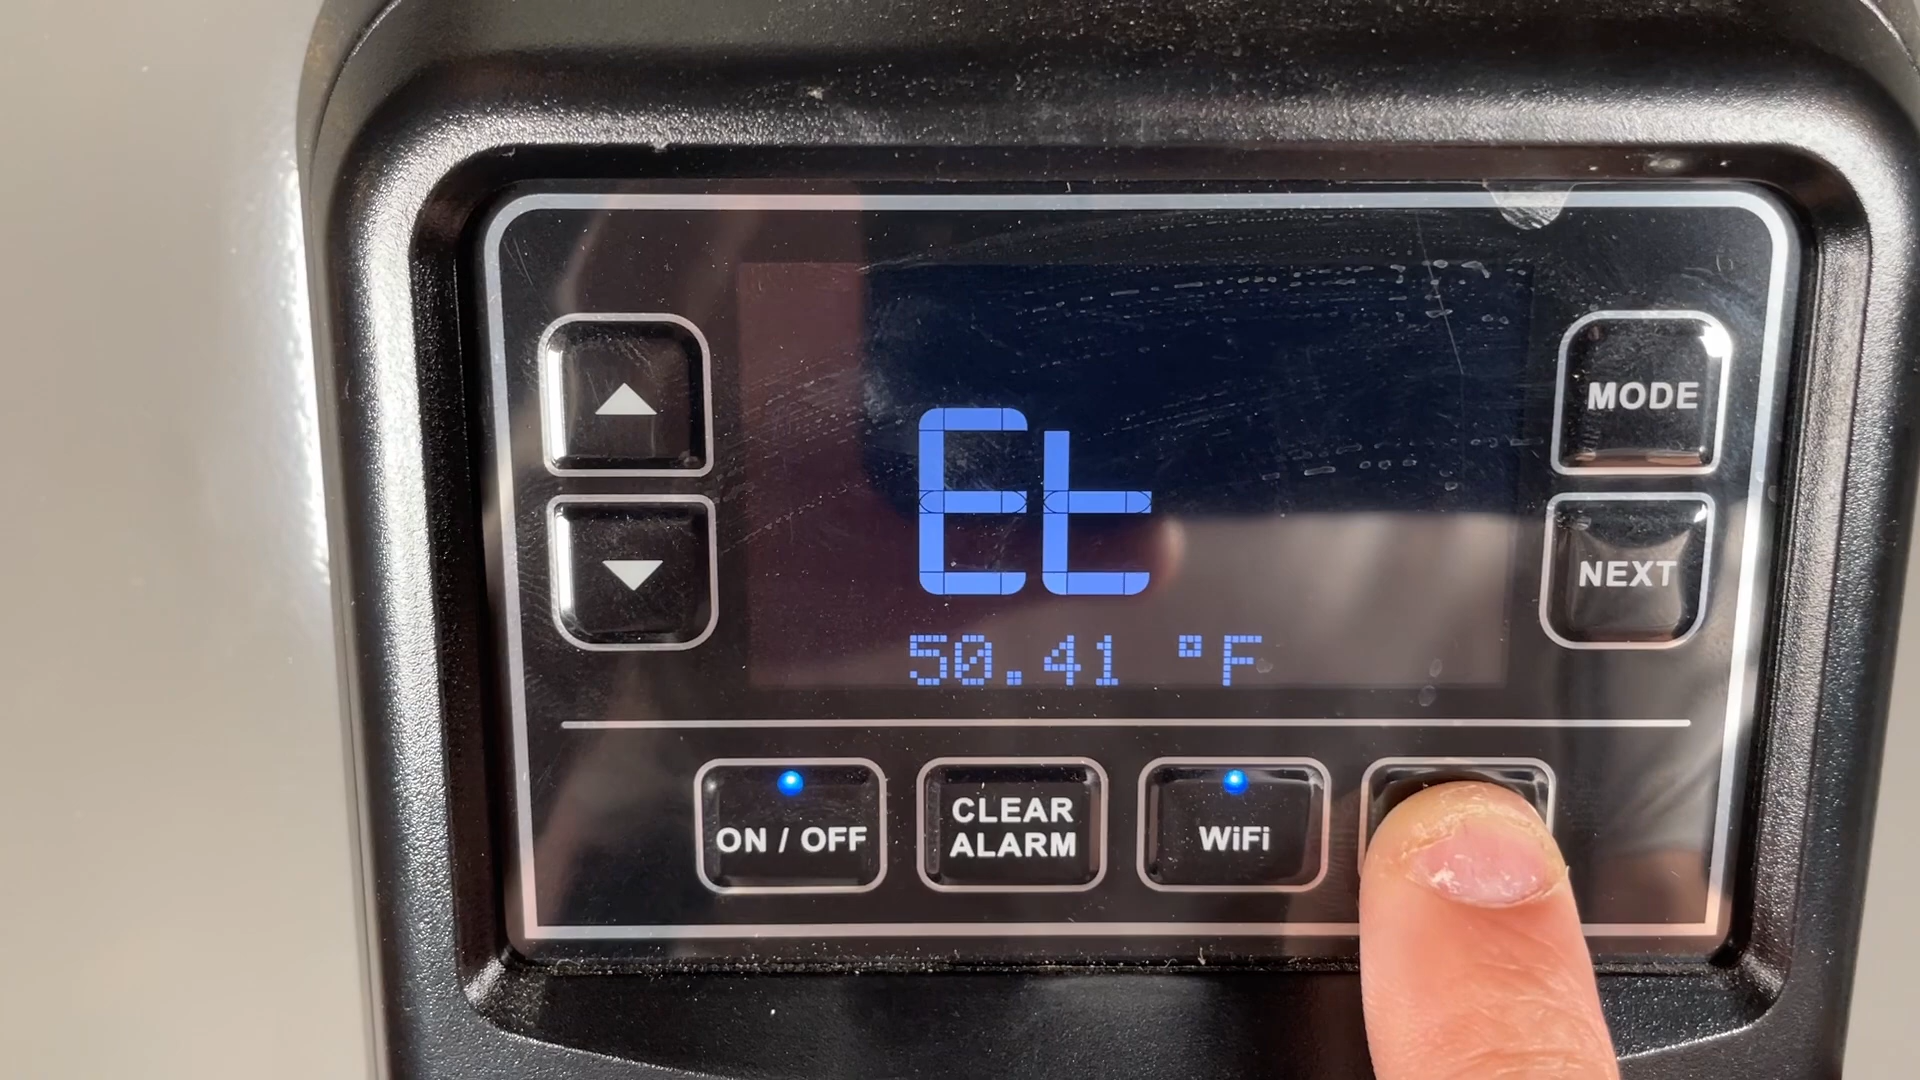 MODE
Et
NEXT
50.41 °F
ON / OFF
CLEAR
ALARM
WiFi